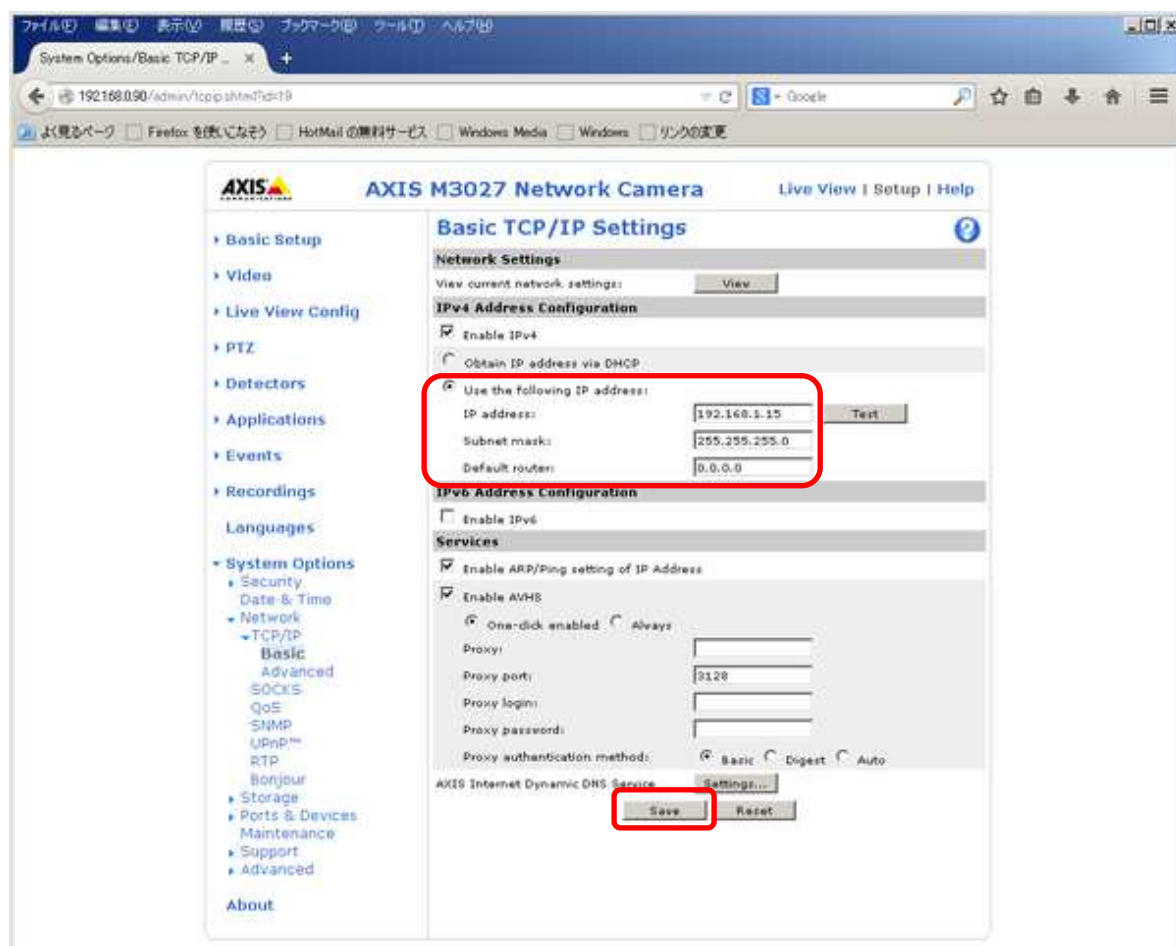 ファイル(F) 編集(E) 表示(V) 履歴(S) ブックマーク(B) ツール(T) ヘルプ(H)
System Options/Basic TCP/IP ...
192.168.0.90/admin/tcpip.shtml?id=19
Google
よく見るページ Firefox を使いこなそう HotMail の無料サービス Windows Media Windows リンクの変更
AXIS COMMUNICATIONS
AXIS M3027 Network Camera
Live View | Setup | Help
Basic Setup
Video
Live View Config
PTZ
Detectors
Applications
Events
Recordings
Languages
System Options
Security
Date & Time
Network
TCP/IP
Basic
Advanced
SOCKS
QoS
SNMP
UPnP™
RTP
Bonjour
Storage
Ports & Devices
Maintenance
Support
Advanced
About
Basic TCP/IP Settings
Network Settings
View current network settings: View
IPv4 Address Configuration
Enable IPv4
Obtain IP address via DHCP
Use the following IP address:
IP address: 192.168.1.15 Test
Subnet mask: 255.255.255.0
Default router: 0.0.0.0
IPv6 Address Configuration
Enable IPv6
Services
Enable ARP/Ping setting of IP Address
Enable AVHS
One-click enabled Always
Proxy:
Proxy port: 3128
Proxy login:
Proxy password:
Proxy authentication method: Basic Digest Auto
AXIS Internet Dynamic DNS Service Settings...
Save Reset